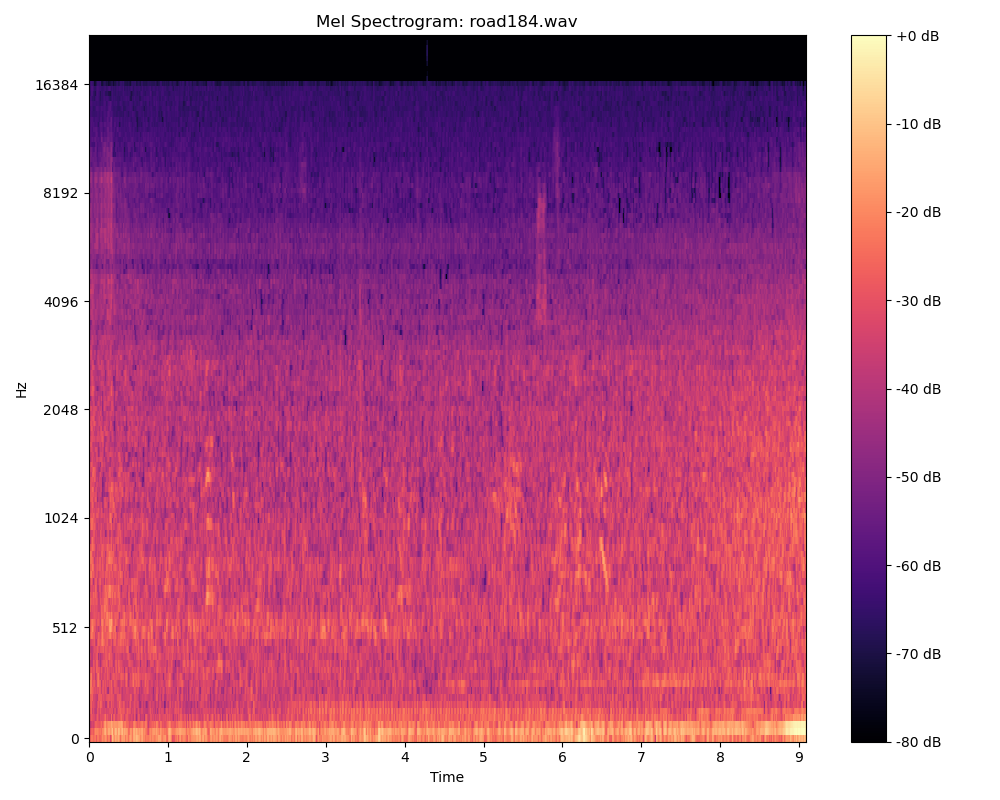 Mel Spectrogram: road184.wav
+0 dB
16384
-10 dB
8192
-20 dB
4096
-30 dB
Hz
2048
-40 dB
-50 dB
1024
-60 dB
512
-70 dB
0
-80 dB
0 1 2 3 4 5 6 7 8 9
Time